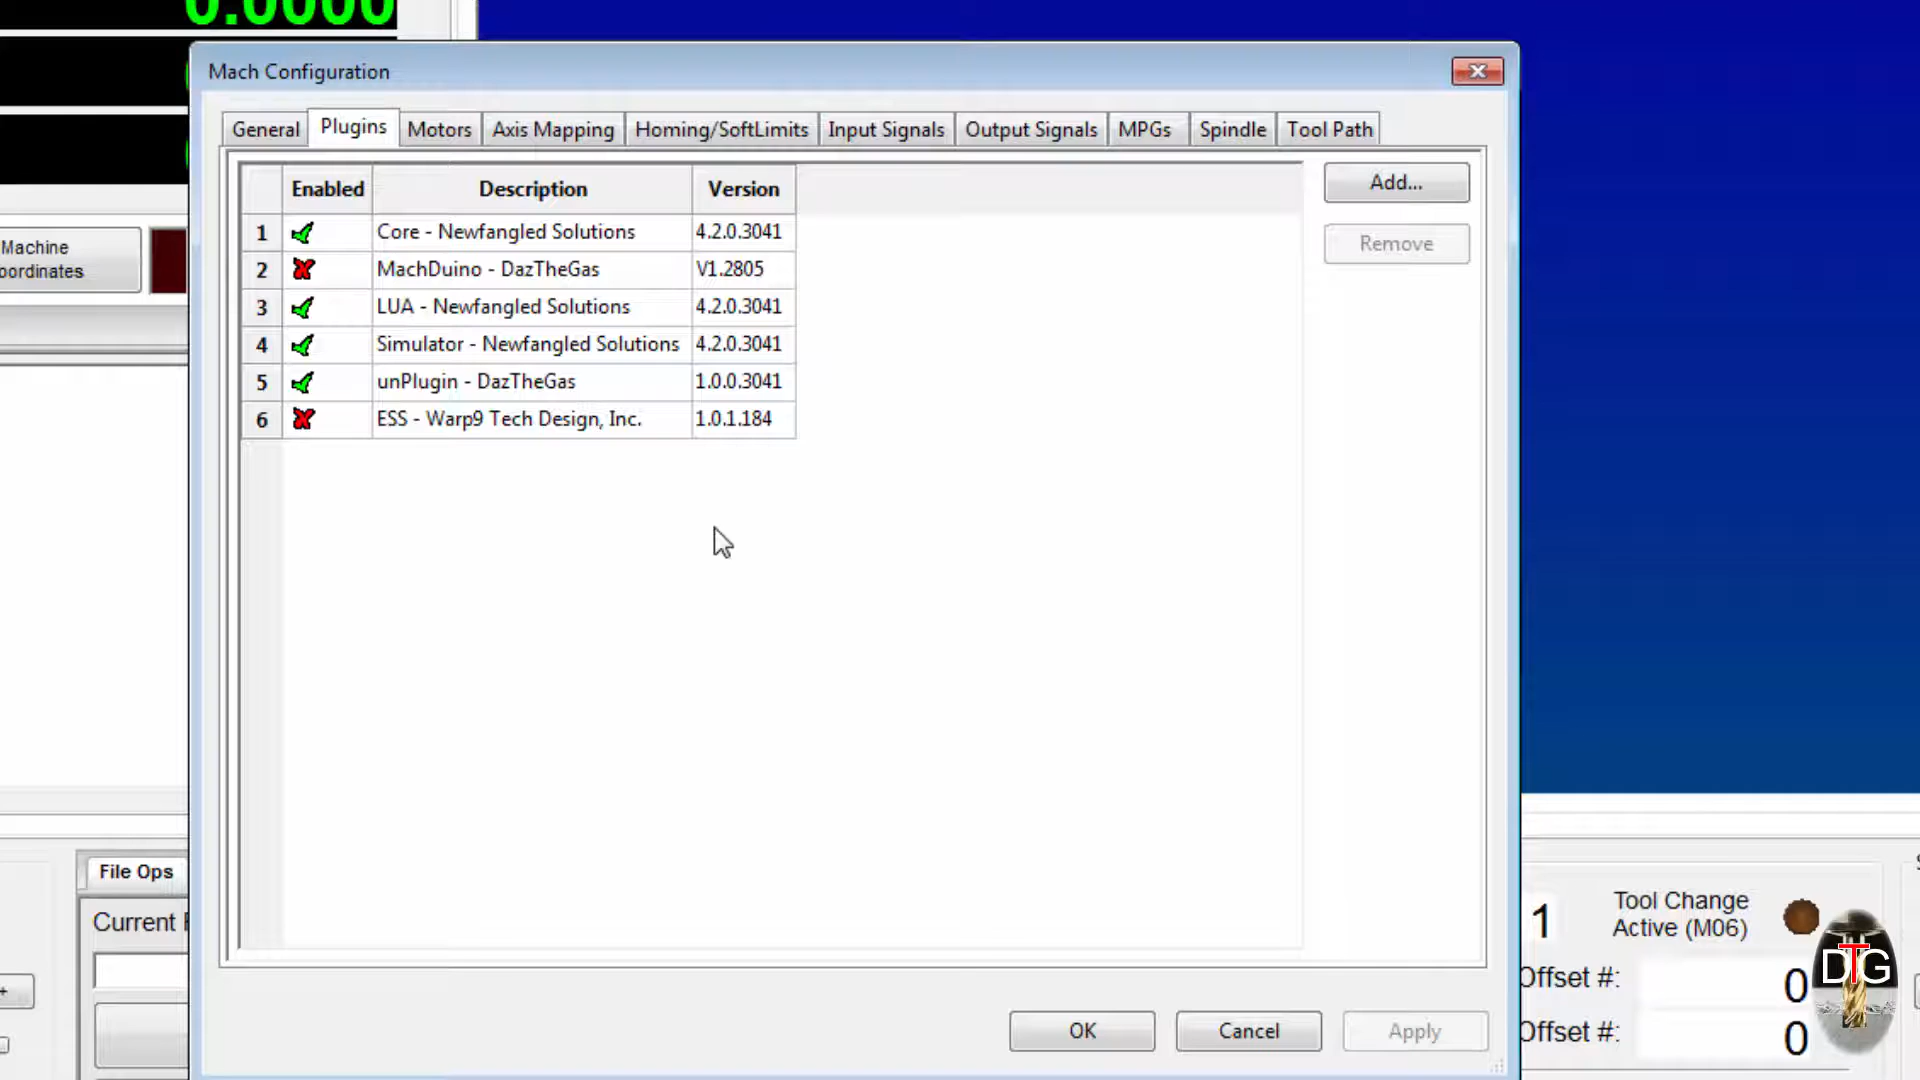 0.0000
Mach Configuration
General Plugins Motors Axis Mapping Homing/SoftLimits Input Signals Output Signals MPGs Spindle Tool Path
Enabled Description Version
1 Core - Newfangled Solutions 4.2.0.3041
2 MachDuino - DazTheGas V1.2805
3 LUA - Newfangled Solutions 4.2.0.3041
4 Simulator - Newfangled Solutions 4.2.0.3041
5 unPlugin - DazTheGas 1.0.0.3041
6 ESS - Warp9 Tech Design, Inc. 1.0.1.184
Add...
Remove
Machine
oordinates
File Ops
Current
+
OK Cancel Apply
1
Tool Change
Active (M06)
Offset #: 0
Offset #: 0
DTG